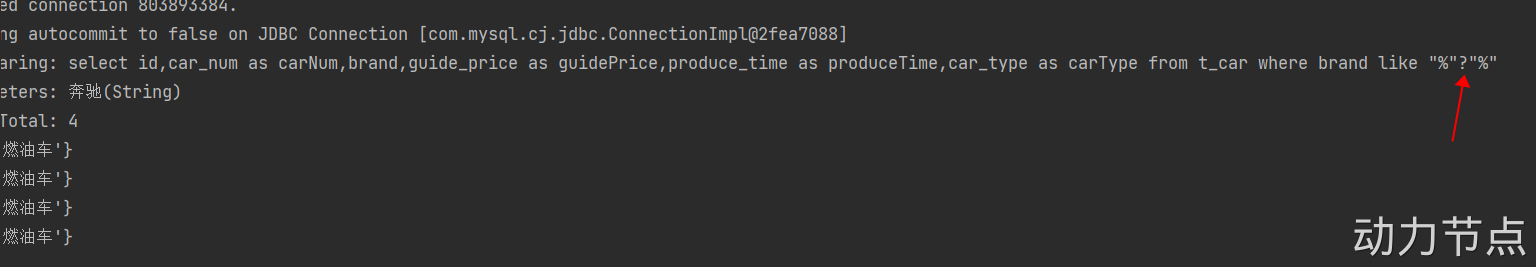 ed connection 803893384.
ng autocommit to false on JDBC Connection [com.mysql.cj.jdbc.ConnectionImpl@2fea7088]
aring: select id,car_num as carNum,brand,guide_price as guidePrice,produce_time as produceTime,car_type as carType from t_car where brand like "%"?"%"
eters: 奔驰(String)
Total: 4
燃油车'}
燃油车'}
燃油车'}
燃油车'}
动力节点